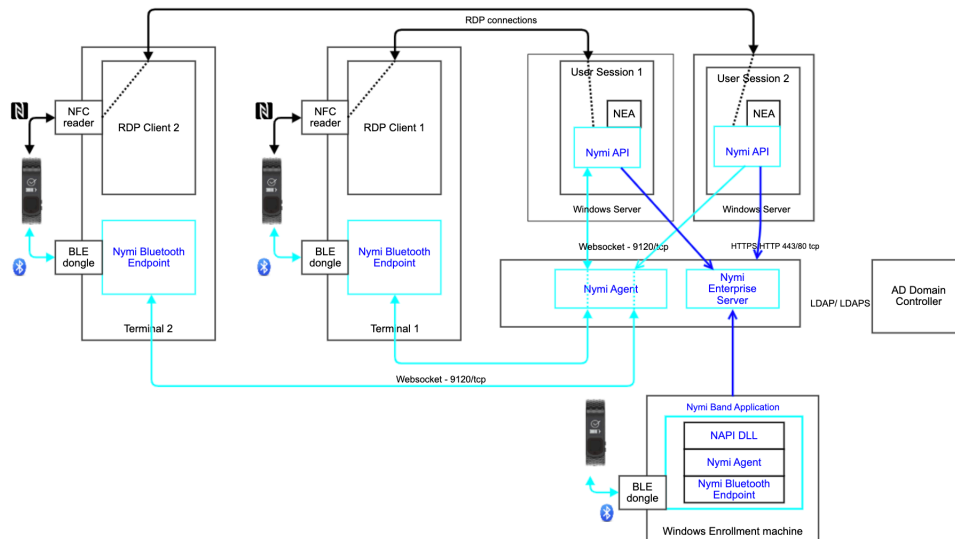 RDP connections
NFC
reader
RDP Client 2
NFC
reader
RDP Client 1
User Session 1
NEA
Nymi API
Windows Server
User Session 2
NEA
Nymi API
Windows Server
BLE
dongle
Nymi Bluetooth
Endpoint
Terminal 2
BLE
dongle
Nymi Bluetooth
Endpoint
Terminal 1
Websocket - 9120/tcp
HTTPS/HTTP 443/80 tcp
Nymi Agent
Nymi
Enterprise
Server
LDAP/ LDAPS
AD Domain
Controller
Websocket - 9120/tcp
Nymi Band Application
NAPI DLL
Nymi Agent
Nymi Bluetooth
Endpoint
BLE
dongle
Windows Enrollment machine